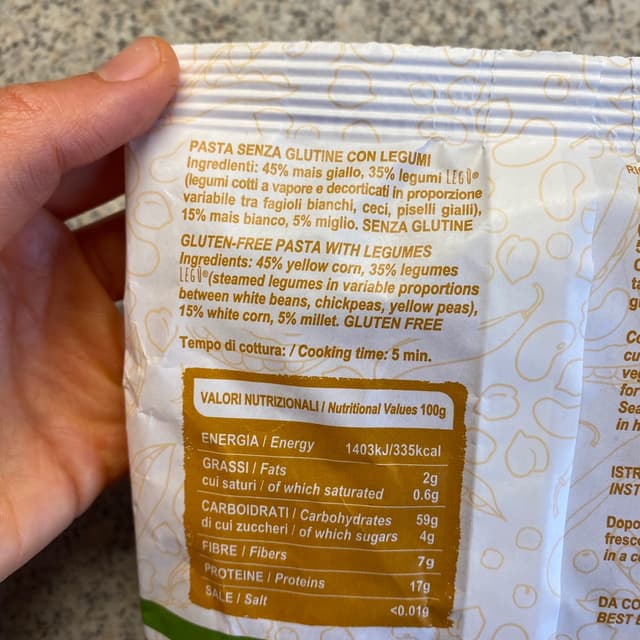 PASTA SENZA GLUTINE CON LEGUMI
Ingredienti: 45% mais giallo, 35% legumi LEGÙ®
(legumi cotti a vapore e decorticati in proporzione
variabile tra fagioli bianchi, ceci, piselli gialli),
15% mais bianco, 5% miglio. SENZA GLUTINE
GLUTEN-FREE PASTA WITH LEGUMES
Ingredients: 45% yellow corn, 35% legumes
LEGÙ®(steamed legumes in variable proportions
between white beans, chickpeas, yellow peas),
15% white corn, 5% millet. GLUTEN FREE
Tempo di cottura: / Cooking time: 5 min.
VALORI NUTRIZIONALI / Nutritional Values 100g
ENERGIA / Energy 1403kJ/335kcal
GRASSI / Fats 2g
cui saturi / of which saturated 0.6g
CARBOIDRATI / Carbohydrates 59g
di cui zuccheri / of which sugars 4g
FIBRE / Fibers 7g
PROTEINE / Proteins 17g
SALE / Salt <0.01g
for
in h
ISTR
INST
Dopo
fresc
in a c
DA CO
BEST